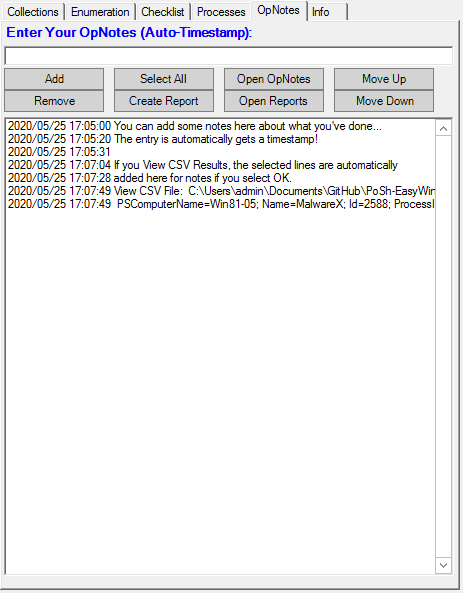 Collections Enumeration Checklist Processes OpNotes Info
Enter Your OpNotes (Auto-Timestamp):
Add Select All Open OpNotes Move Up
Remove Create Report Open Reports Move Down
2020/05/25 17:05:00 You can add some notes here about what you've done...
2020/05/25 17:05:20 The entry is automatically gets a timestamp!
2020/05/25 17:05:31
2020/05/25 17:07:04 If you View CSV Results, the selected lines are automatically
2020/05/25 17:07:28 added here for notes if you select OK.
2020/05/25 17:07:49 View CSV File:  C:\Users\admin\Documents\GitHub\PoSh-EasyWin
2020/05/25 17:07:49  PSComputerName=Win81-05; Name=MalwareX; Id=2588; ProcessI